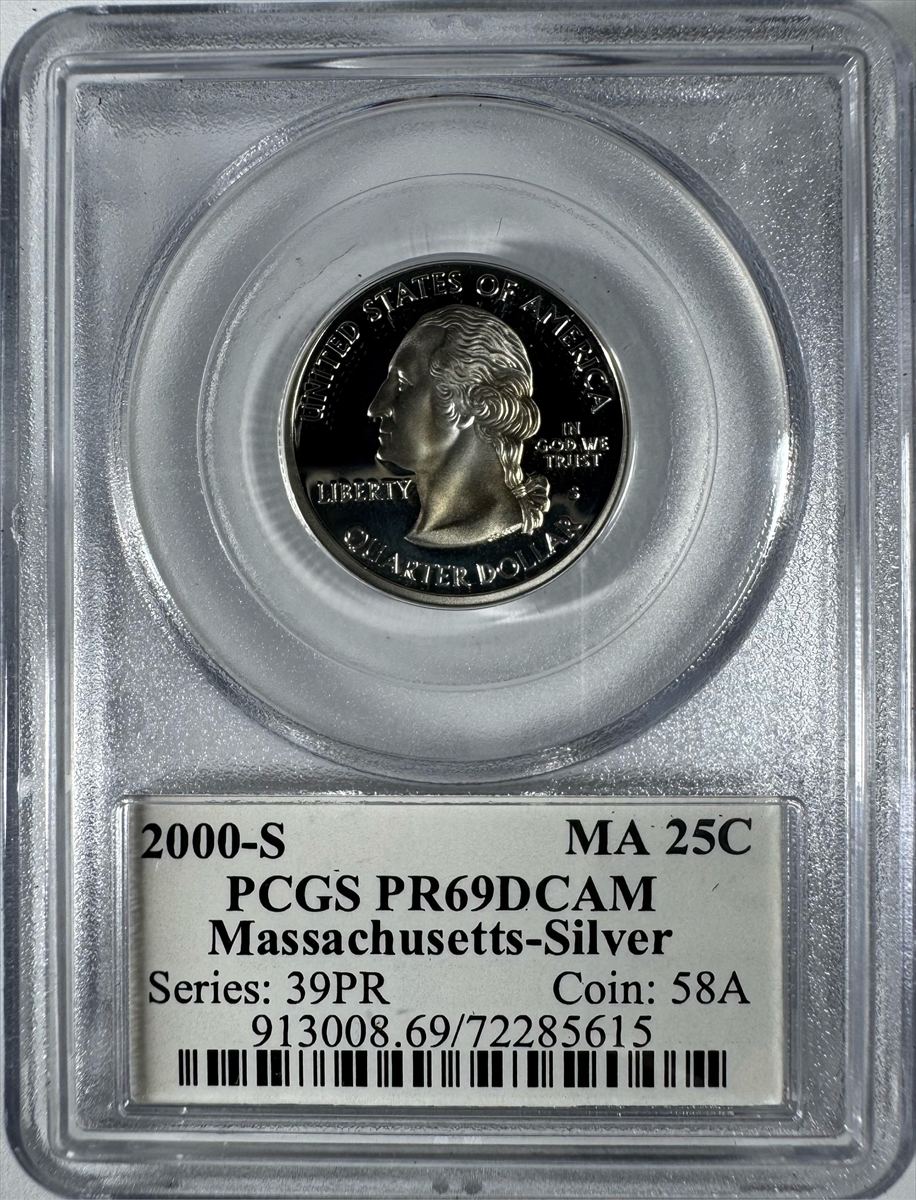 UNITED STATES OF AMERICA
IN
GOD WE
TRUST
LIBERTY
S
QUARTER DOLLAR
2000-S MA 25C
PCGS PR69DCAM
Massachusetts-Silver
Series: 39PR Coin: 58A
913008.69/72285615